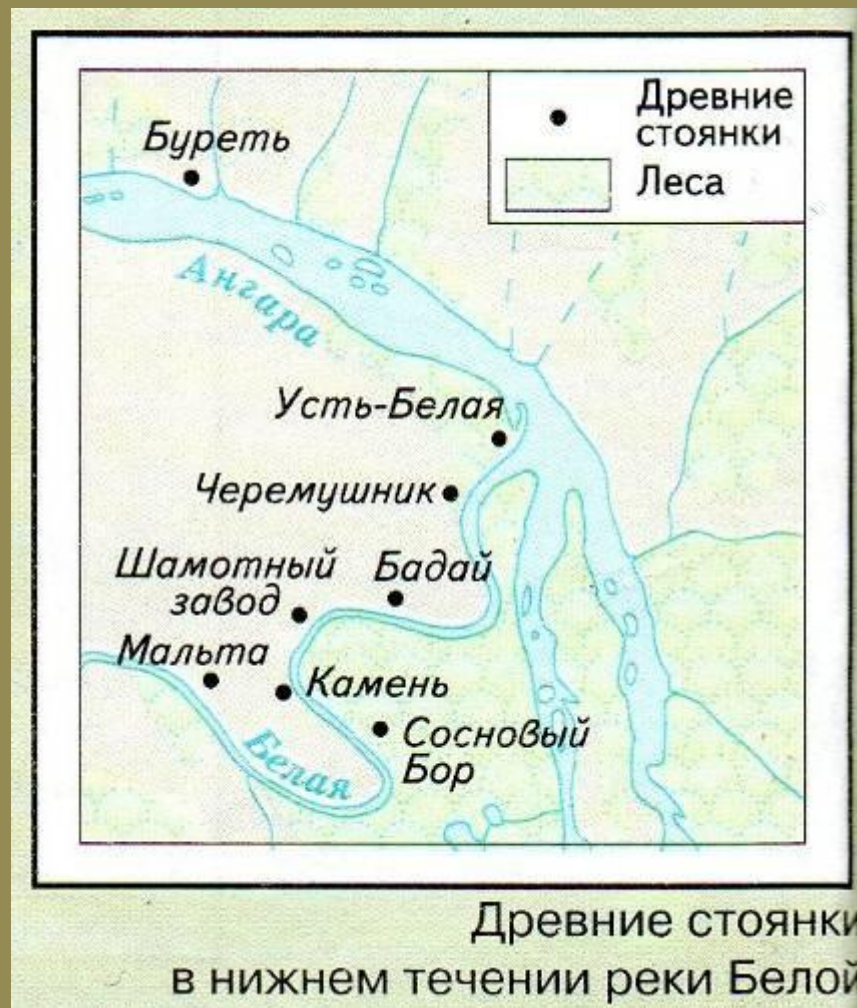 Древние
стоянки
Леса
Буреть
Ангара
Усть-Белая
Черемушник
Шамотный
завод
Бадай
Мальта
Камень
Сосновый
Бор
Белая
Древние стоянки
в нижнем течении реки Белой